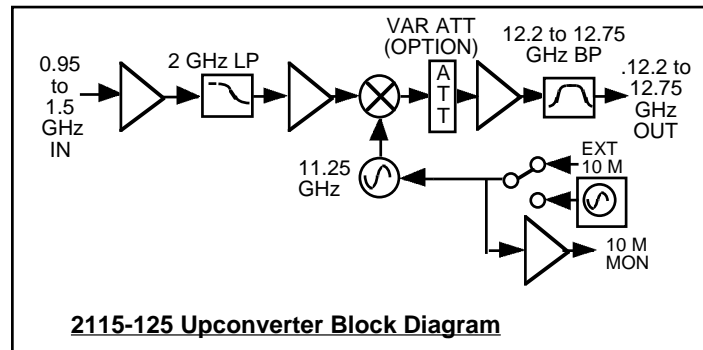 0.95
to
1.5
GHz
IN
2 GHz LP
VAR ATT
(OPTION)
A
T
T
12.2 to 12.75
GHz BP
.12.2 to
12.75
GHz
OUT
11.25
GHz
EXT
10 M
10 M
MON
2115-125 Upconverter Block Diagram